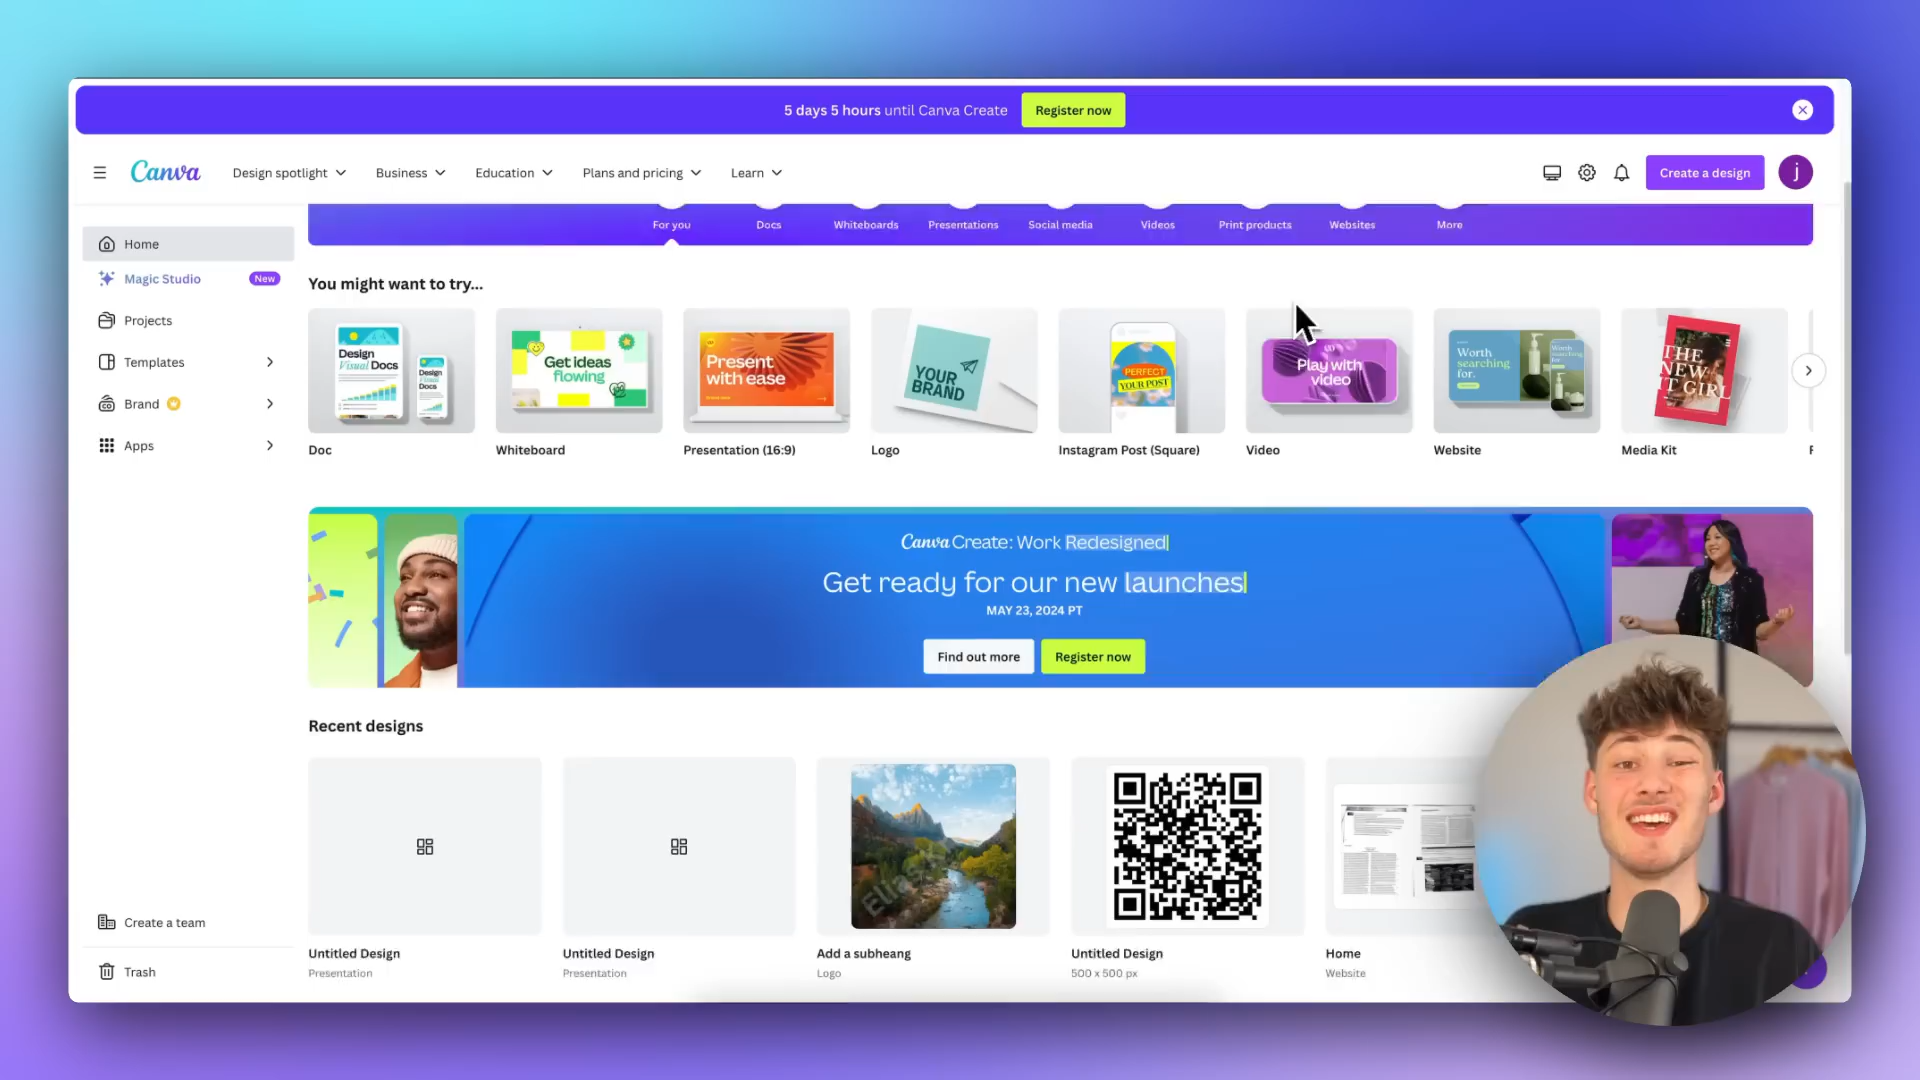 5 days 5 hours until Canva Create
Register now
Canva
Design spotlight
Business
Education
Plans and pricing
Learn
Create a design
j
Home
Magic Studio
New
Projects
Templates
Brand
Apps
Create a team
Trash
For you
Docs
Whiteboards
Presentations
Social media
Videos
Print products
Websites
More
You might want to try...
Design
Visual Docs
Design
Visual
Docs
Get ideas
flowing
Present
with ease
YOUR
BRAND
PERFECT
YOUR POST
Play with
video
Worth
searching
for.
Worth
searching
for.
THE
NEW
IT GIRL
Doc
Whiteboard
Presentation (16:9)
Logo
Instagram Post (Square)
Video
Website
Media Kit
Canva Create: Work Redesigned
Get ready for our new launches
MAY 23, 2024 PT
Find out more
Register now
Recent designs
Untitled Design
Presentation
Untitled Design
Presentation
Add a subheang
Logo
Untitled Design
500 x 500 px
Home
Website